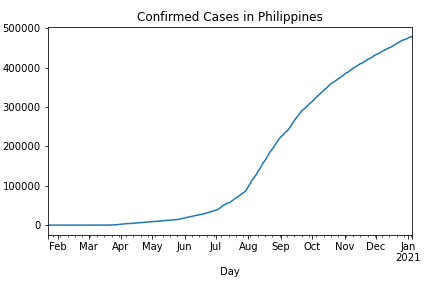 Confirmed Cases in Philippines
500000
400000
300000
200000
100000
0
Feb Mar Apr May Jun Jul Aug Sep Oct Nov Dec Jan
2021
Day